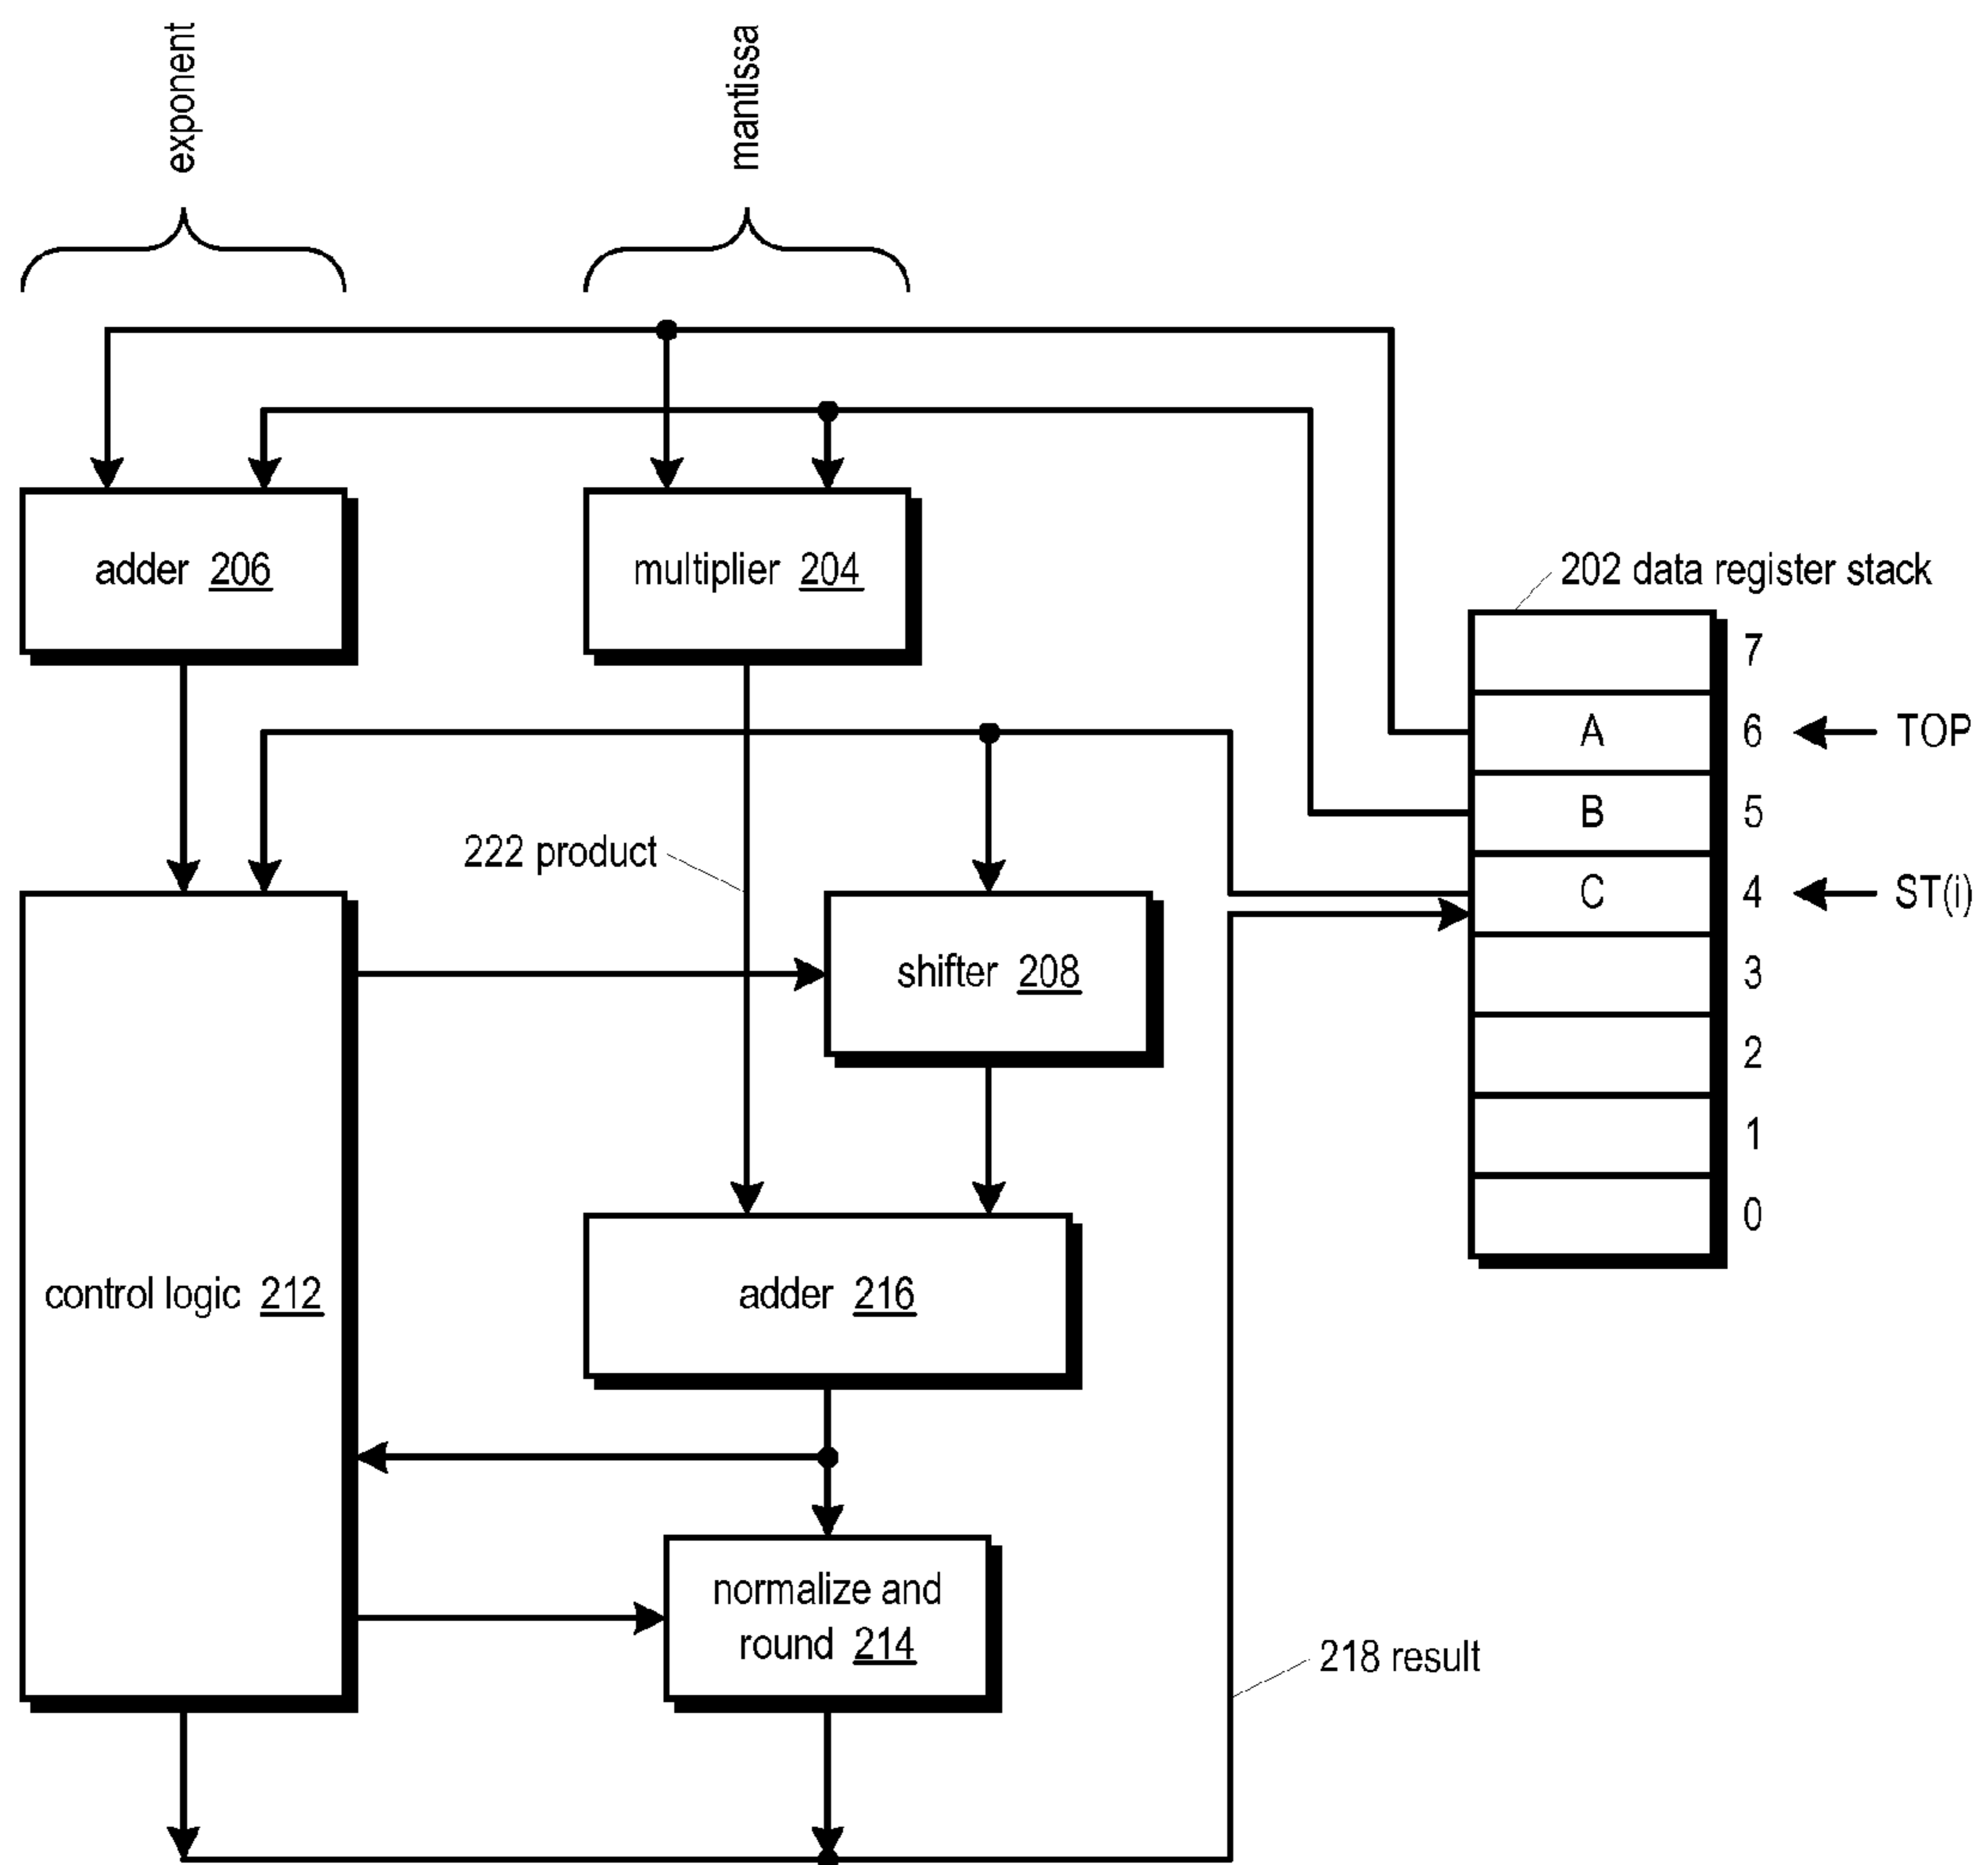 exponent
mantissa
adder 206
multiplier 204
202 data register stack
7
A 6 TOP
B 5
222 product
C 4 ST(i)
shifter 208
3
2
1
0
control logic 212
adder 216
normalize and
round 214
218 result